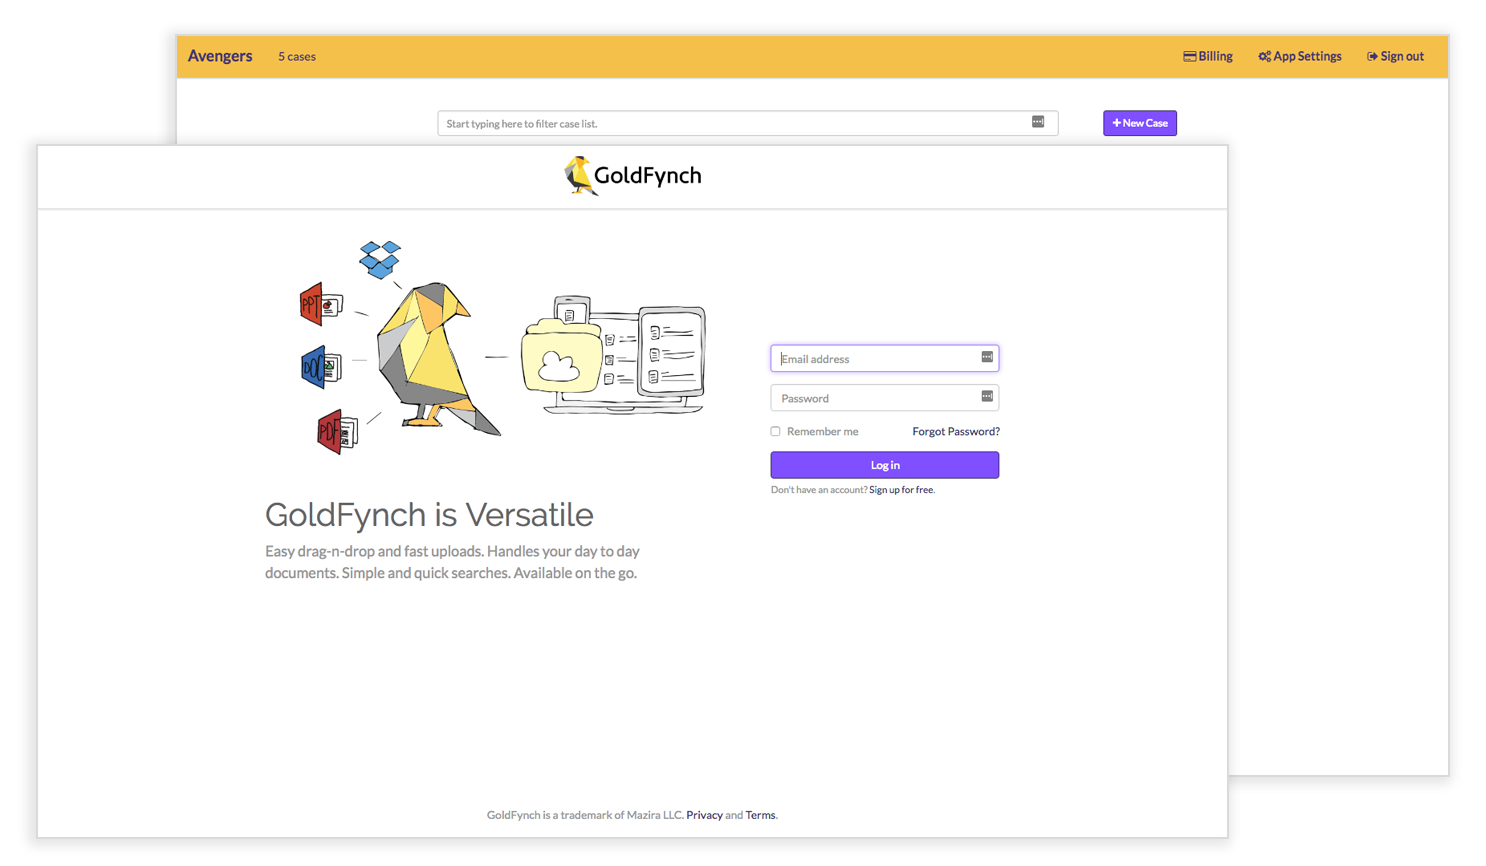 Avengers 5 cases Billing App Settings Sign out
Start typing here to filter case list.
+ New Case
GoldFynch
PPT
DOC
PDF
Email address
Password
Remember me Forgot Password?
Log in
Don't have an account? Sign up for free.
GoldFynch is Versatile
Easy drag-n-drop and fast uploads. Handles your day to day
documents. Simple and quick searches. Available on the go.
GoldFynch is a trademark of Mazira LLC. Privacy and Terms.